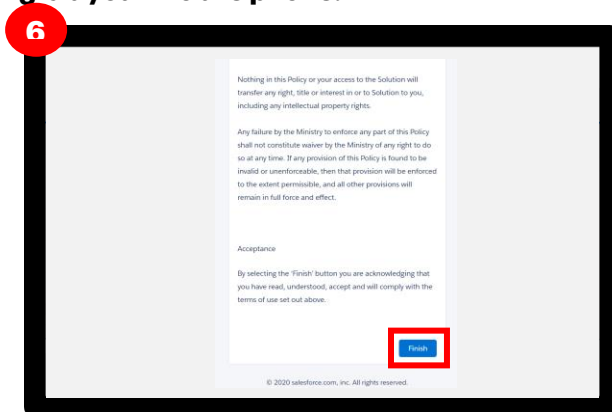 6
Nothing in this Policy or your access to the Solution will
transfer any right, title or interest in or to Solution to you,
including any intellectual property rights.
Any failure by the Ministry to enforce any part of this Policy
shall not constitute waiver by the Ministry of any right to do
so at any time. If any provision of this Policy is found to be
invalid or unenforceable, then that provision will be enforced
to the extent permissible, and all other provisions will
remain in full force and effect.
Acceptance
By selecting the 'Finish' button you are acknowledging that
you have read, understood, accept and will comply with the
terms of use set out above.
Finish
© 2020 salesforce.com, inc. All rights reserved.